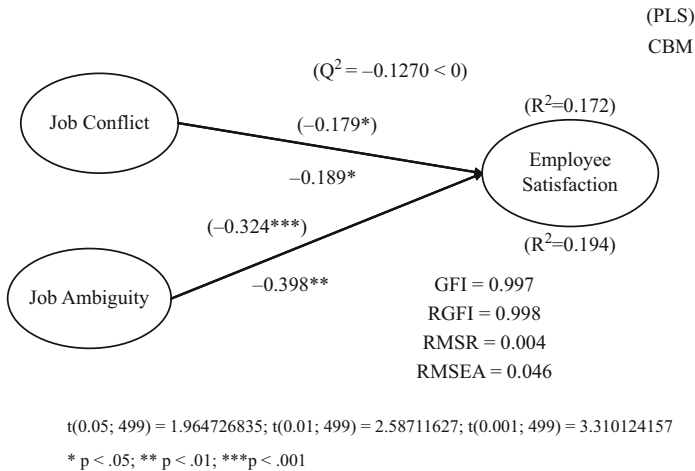 (PLS)
CBM
(Q² = –0.1270 < 0)
(R²=0.172)
Job Conflict
(–0.179*)
Employee
Satisfaction
–0.189*
(–0.324***)
(R²=0.194)
Job Ambiguity
–0.398**
GFI = 0.997
RGFI = 0.998
RMSR = 0.004
RMSEA = 0.046
t(0.05; 499) = 1.964726835; t(0.01; 499) = 2.58711627; t(0.001; 499) = 3.310124157
* p < .05; ** p < .01; ***p < .001